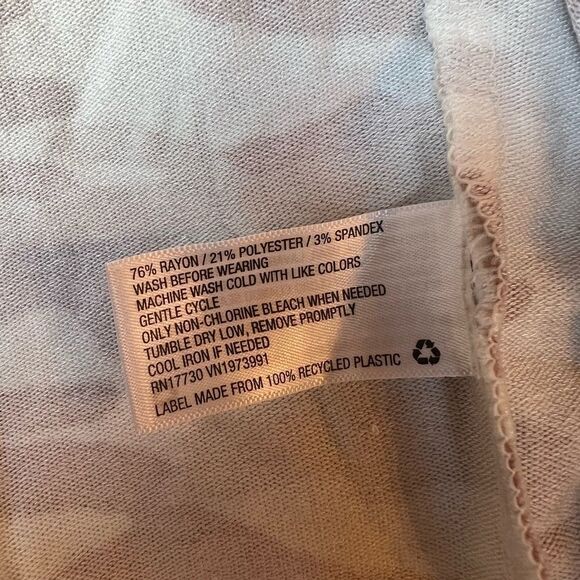 76% RAYON / 21% POLYESTER / 3% SPANDEX
WASH BEFORE WEARING
MACHINE WASH COLD WITH LIKE COLORS
GENTLE CYCLE
ONLY NON-CHLORINE BLEACH WHEN NEEDED
TUMBLE DRY LOW, REMOVE PROMPTLY
COOL IRON IF NEEDED
RN17730 VN1973991
LABEL MADE FROM 100% RECYCLED PLASTIC